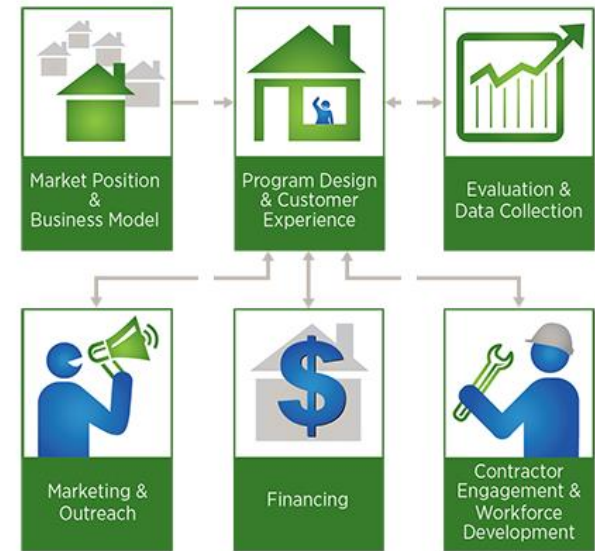 Market Position
&
Business Model
Program Design
& Customer
Experience
Evaluation &
Data Collection
Marketing &
Outreach
$
Financing
Contractor
Engagement &
Workforce
Development